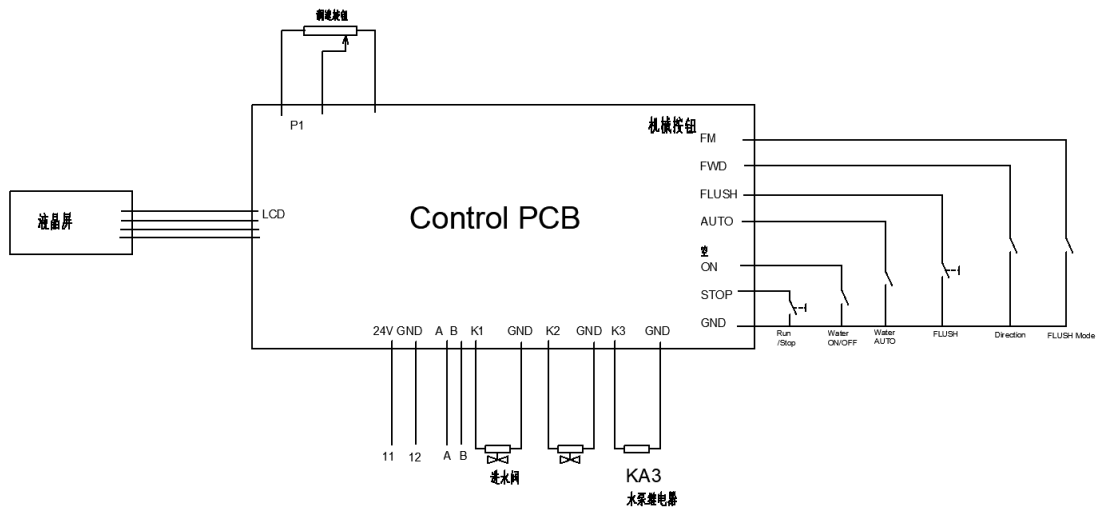 调速旋钮
P1
机械按钮
FM
FWD
FLUSH
LCD
液晶屏
Control PCB
AUTO
空
ON
STOP
GND
24V GND A B K1 GND K2 GND K3 GND
Run
/Stop
Water
ON/OFF
Water
AUTO
FLUSH
Direction
FLUSH Mode
11 12 A B
进水阀
KA3
水泵继电器